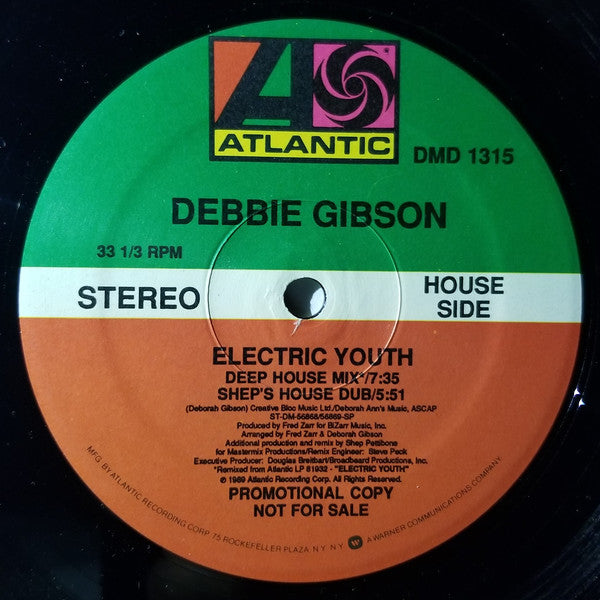 ATLANTIC
DMD 1315
DEBBIE GIBSON
33 1/3 RPM
STEREO
HOUSE
SIDE
ELECTRIC YOUTH
DEEP HOUSE MIX*/7:35
SHEP'S HOUSE DUB/5:51
(Deborah Gibson) Creative Bloc Music Ltd./Deborah Ann's Music, ASCAP
ST-DM-56868/56869-SP
Produced by Fred Zarr for BiZarr Music, Inc.
Arranged by Fred Zarr & Deborah Gibson
Additional production and remix by Shep Pettibone
for Mastermix Productions/Remix Engineer: Steve Peck
Executive Producer: Douglas Breitbart/Broadbeard Productions, Inc.
*Remixed from Atlantic LP 81932 - "ELECTRIC YOUTH"
℗ 1989 Atlantic Recording Corp. All Rights Reserved.
PROMOTIONAL COPY
NOT FOR SALE
MFG. BY ATLANTIC RECORDING CORP. 75 ROCKEFELLER PLAZA, N.Y. N.Y. A WARNER COMMUNICATIONS COMPANY